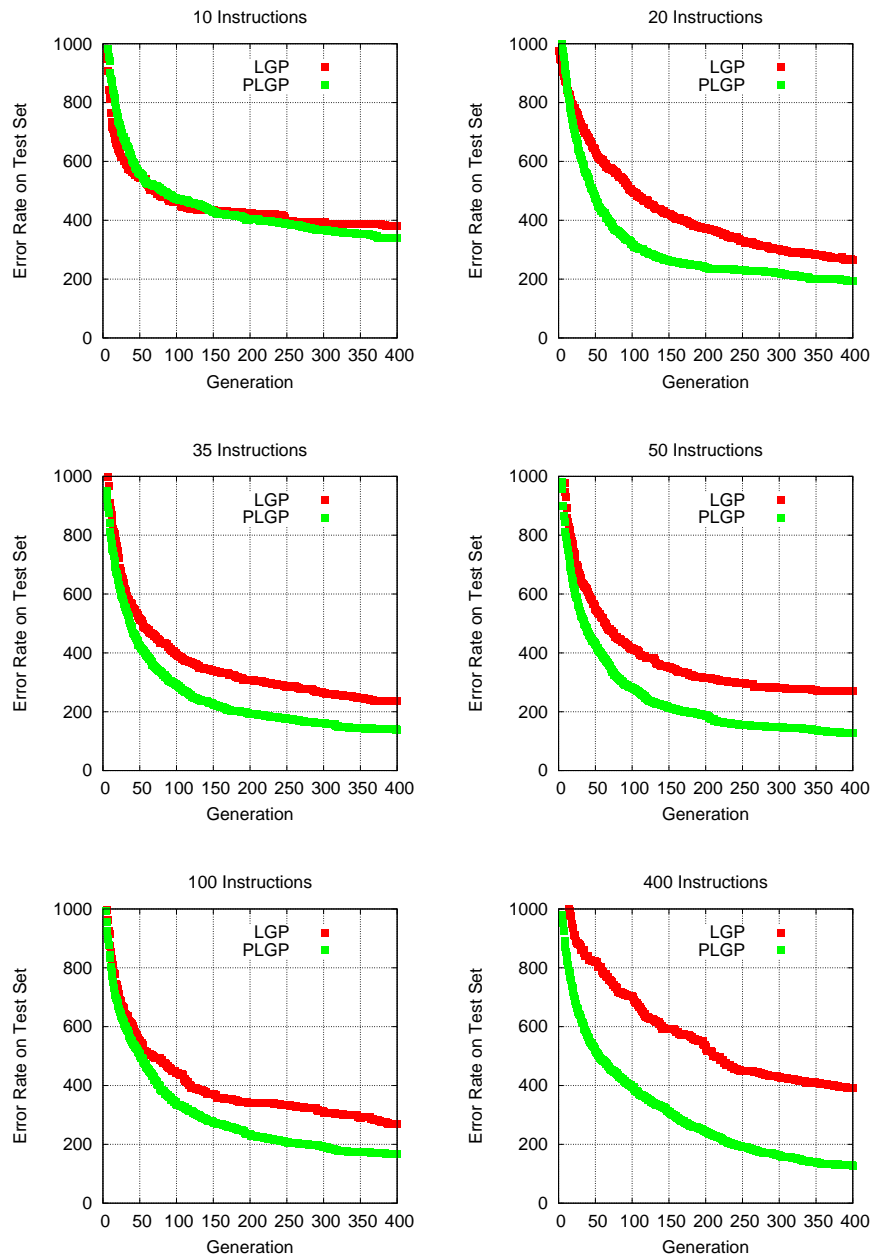 10 Instructions
20 Instructions
1000
800
600
400
200
0
Error Rate on Test Set
LGP
PLGP
0 50 100 150 200 250 300 350 400
Generation
1000
800
600
400
200
0
Error Rate on Test Set
LGP
PLGP
0 50 100 150 200 250 300 350 400
Generation
35 Instructions
50 Instructions
1000
800
600
400
200
0
Error Rate on Test Set
LGP
PLGP
0 50 100 150 200 250 300 350 400
Generation
1000
800
600
400
200
0
Error Rate on Test Set
LGP
PLGP
0 50 100 150 200 250 300 350 400
Generation
100 Instructions
400 Instructions
1000
800
600
400
200
0
Error Rate on Test Set
LGP
PLGP
0 50 100 150 200 250 300 350 400
Generation
1000
800
600
400
200
0
Error Rate on Test Set
LGP
PLGP
0 50 100 150 200 250 300 350 400
Generation